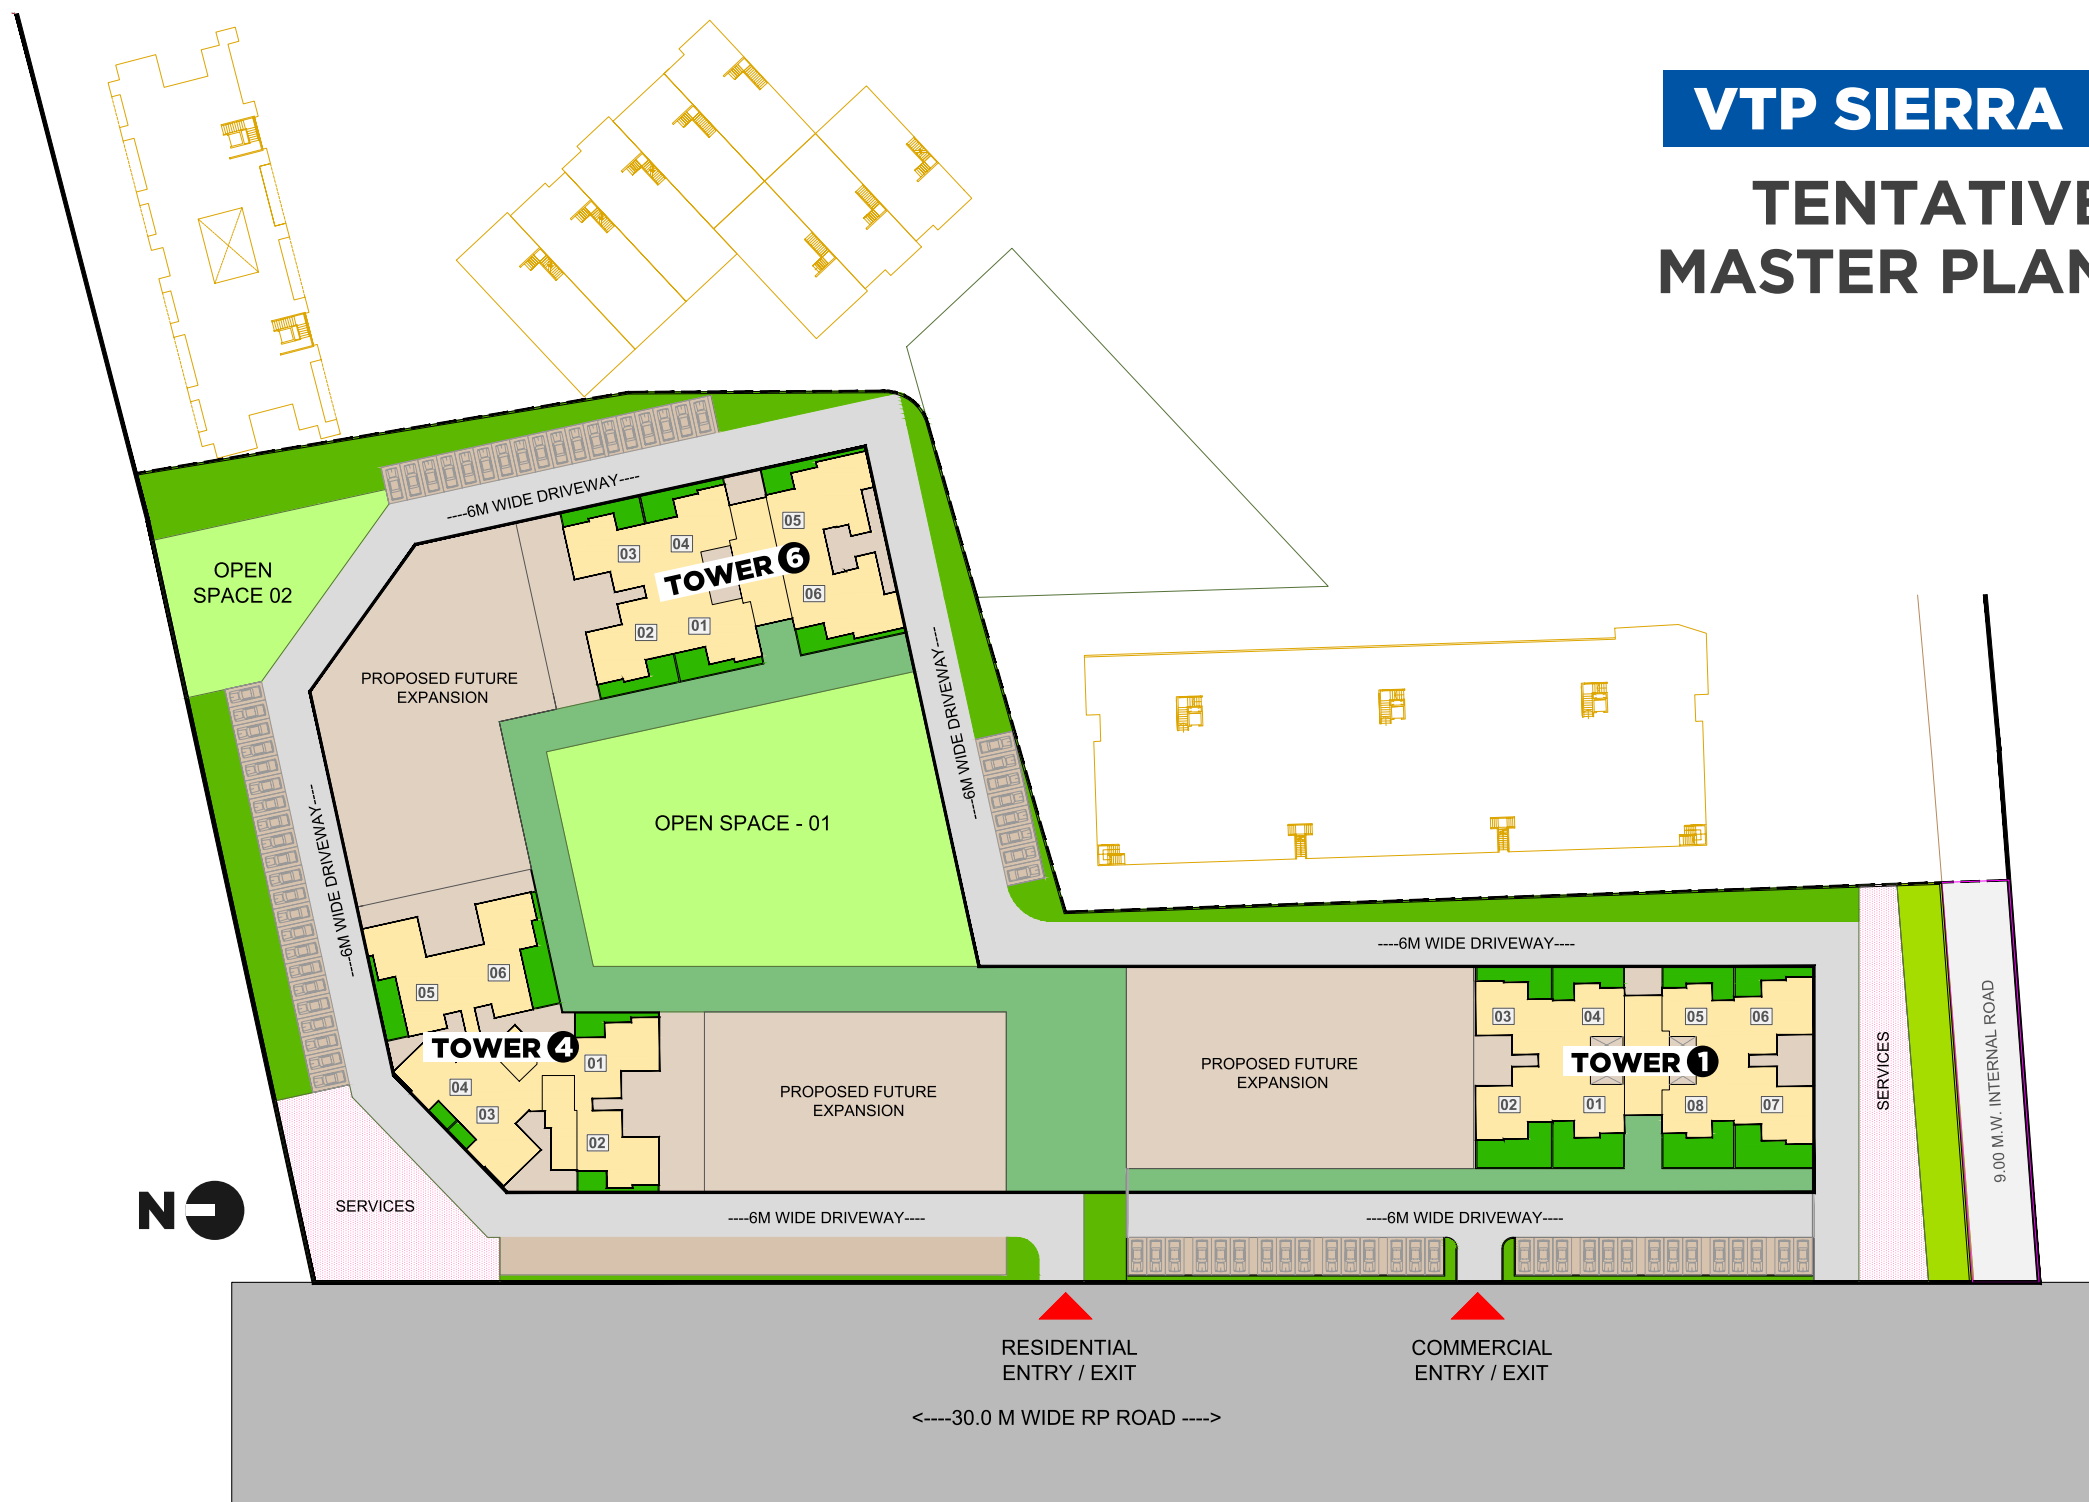 VTP SIERRA
TENTATIVE
MASTER PLAN
----6M WIDE DRIVEWAY----
OPEN
SPACE 02
03
04
05
TOWER 6
02
01
06
PROPOSED FUTURE
EXPANSION
----6M WIDE DRIVEWAY----
OPEN SPACE - 01
----6M WIDE DRIVEWAY----
05
06
TOWER 4
01
04
03
02
PROPOSED FUTURE
EXPANSION
----6M WIDE DRIVEWAY----
PROPOSED FUTURE
EXPANSION
03
04
05
06
TOWER 1
02
01
08
07
SERVICES
9.00 M.W. INTERNAL ROAD
N
SERVICES
----6M WIDE DRIVEWAY----
----6M WIDE DRIVEWAY----
RESIDENTIAL
ENTRY / EXIT
COMMERCIAL
ENTRY / EXIT
<----30.0 M WIDE RP ROAD ---->